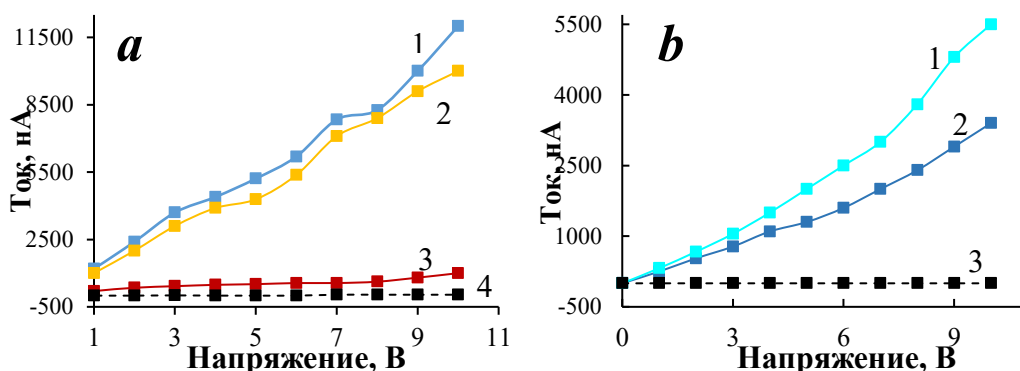 a
Ток, нА
11500
8500
5500
2500
-500
1
2
3
4
1 3 5 7 9 11
Напряжение, В
b
Ток, нА
5500
4000
2500
1000
-500
1
2
3
0 3 6 9
Напряжение, В